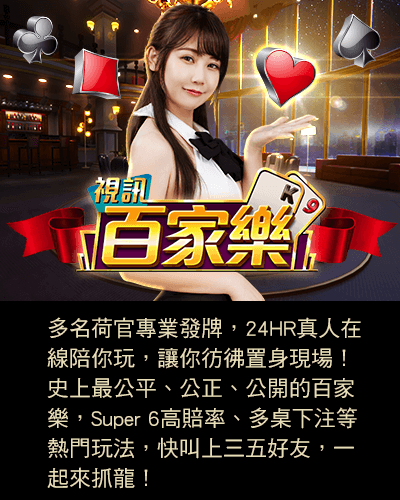 視訊
百家樂
K 9
多名荷官專業發牌，24HR真人在
線陪你玩，讓你彷彿置身現場！
史上最公平、公正、公開的百家
樂，Super 6高賠率、多桌下注等
熱門玩法，快叫上三五好友，一
起來抓龍！